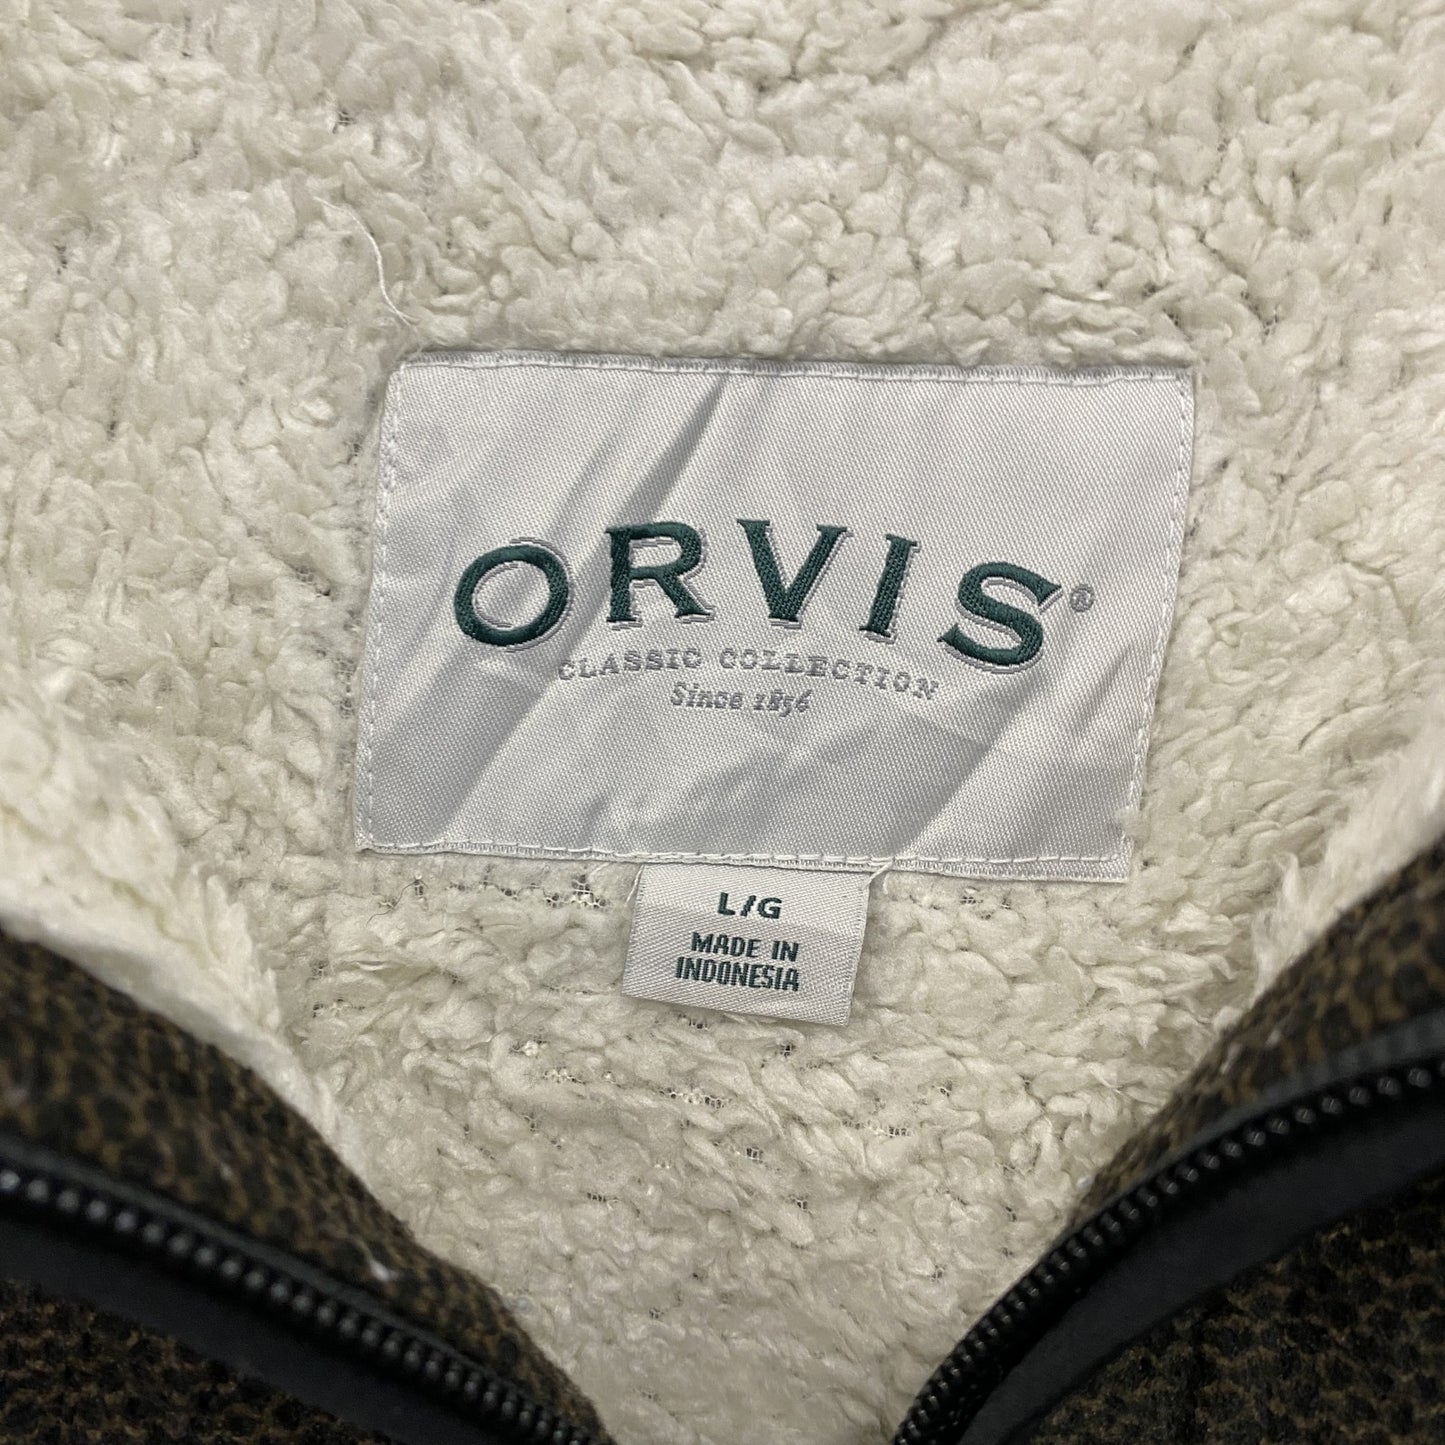 ORVIS®
CLASSIC COLLECTION
Since 1856
L/G
MADE IN
INDONESIA